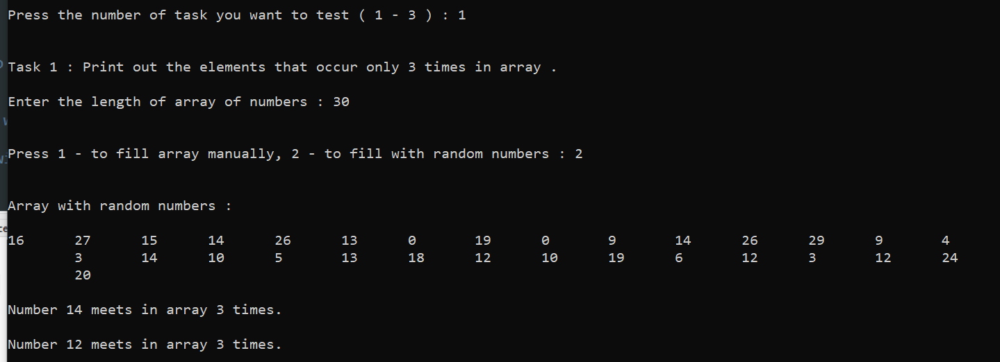 Press the number of task you want to test ( 1 - 3 ) : 1
Task 1 : Print out the elements that occur only 3 times in array .
Enter the length of array of numbers : 30
Press 1 - to fill array manually, 2 - to fill with random numbers : 2
Array with random numbers :
16 27 15 14 26 13 0 19 0 9 14 26 29 9 4
3 14 10 5 13 18 12 10 19 6 12 3 12 24
20
Number 14 meets in array 3 times.
Number 12 meets in array 3 times.